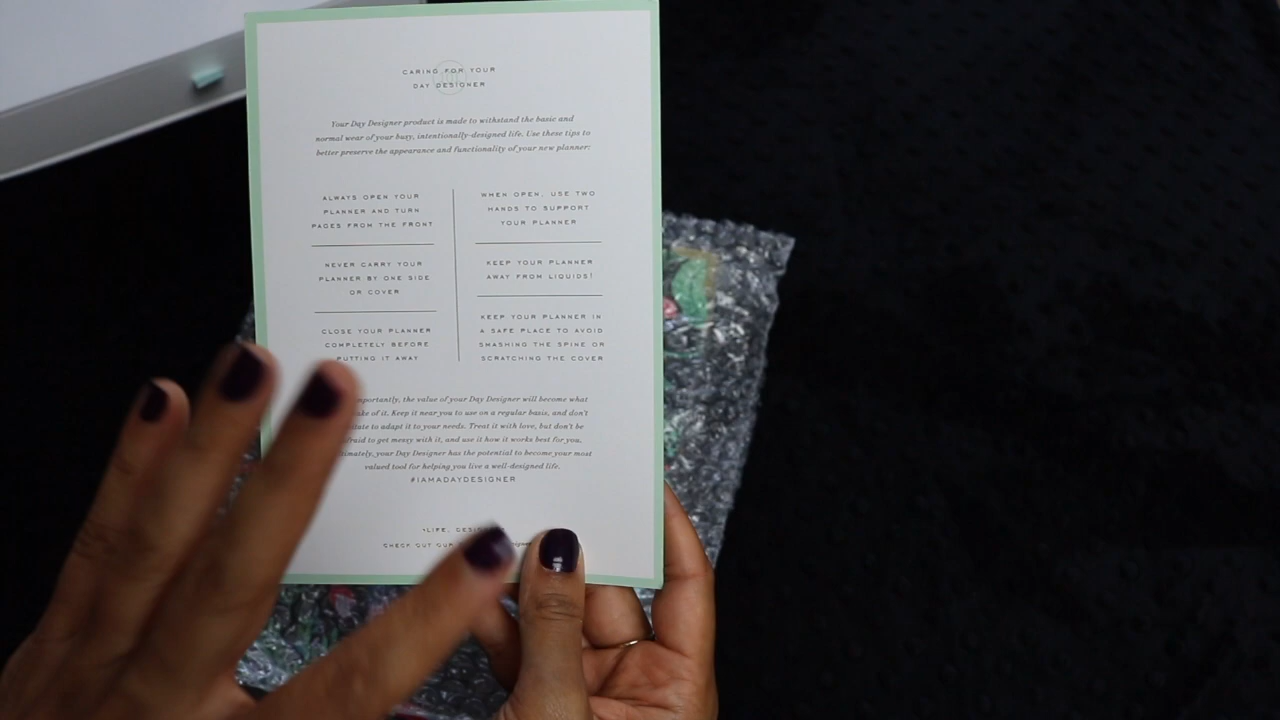 CARING FOR YOUR
DAY DESIGNER
Your Day Designer product is made to withstand the basic and
normal wear of your busy, intentionally-designed life. Use these tips to
better preserve the appearance and functionality of your new planner:
ALWAYS OPEN YOUR
PLANNER AND TURN
PAGES FROM THE FRONT
NEVER CARRY YOUR
PLANNER BY ONE SIDE
OR COVER
CLOSE YOUR PLANNER
COMPLETELY BEFORE
PUTTING IT AWAY
WHEN OPEN, USE TWO
HANDS TO SUPPORT
YOUR PLANNER
KEEP YOUR PLANNER
AWAY FROM LIQUIDS!
KEEP YOUR PLANNER IN
A SAFE PLACE TO AVOID
SMASHING THE SPINE OR
SCRATCHING THE COVER
the value of your Day Designer will become what
of it. Keep it near you to use on a regular basis, and don't
to adapt it to your needs. Treat it with love, but don't be
to get messy with it, and use it how it works best for you.
your Day Designer has the potential to become your most
valued tool for helping you live a well-designed life.
#IAMADAYDESIGNER
LIFE,
CHECK OUT OUR